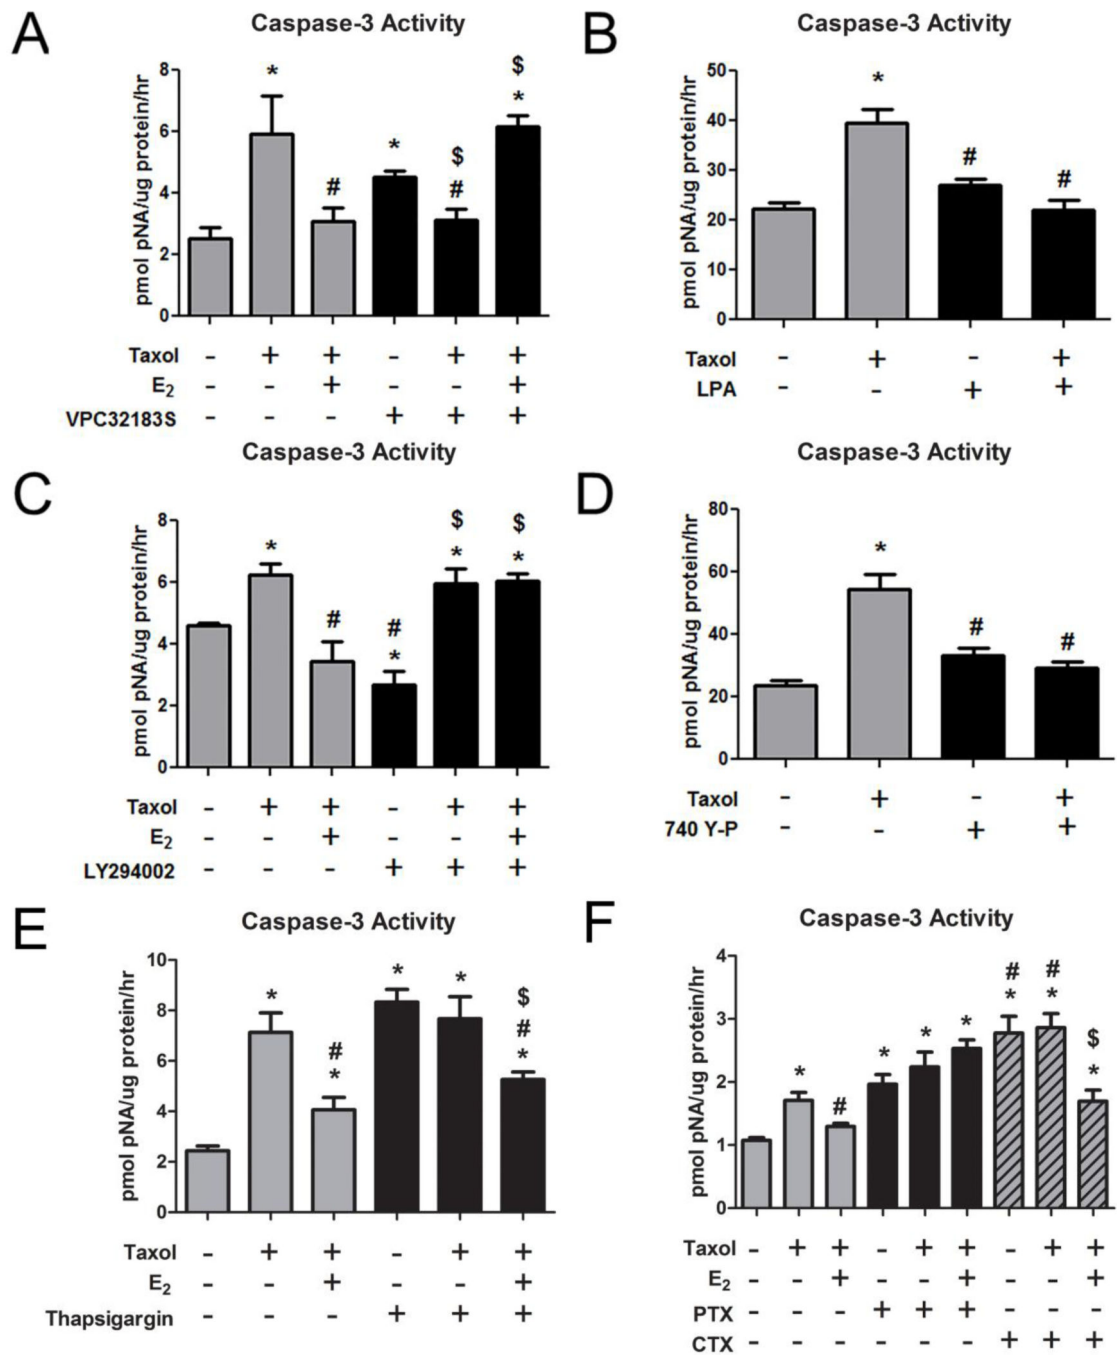 A
Caspase-3 Activity
pmol pNA/ug protein/hr
8
6
4
2
0
*
*
#
*
$
#
$
*
Taxol - + + - + +
E2 - - + - - +
VPC32183S - - - + + +
B
Caspase-3 Activity
pmol pNA/ug protein/hr
50
40
30
20
10
0
*
#
#
Taxol - + - +
LPA - - + +
C
Caspase-3 Activity
pmol pNA/ug protein/hr
8
6
4
2
0
*
#
#
*
$
*
$
*
Taxol - + + - + +
E2 - - + - - +
LY294002 - - - + + +
D
Caspase-3 Activity
pmol pNA/ug protein/hr
80
60
40
20
0
*
#
#
Taxol - + - +
740 Y-P - - + +
E
Caspase-3 Activity
pmol pNA/ug protein/hr
10
8
6
4
2
0
*
#
*
*
*
$
#
*
Taxol - + + - + +
E2 - - + - - +
Thapsigargin - - - + + +
F
Caspase-3 Activity
pmol pNA/ug protein/hr
4
3
2
1
0
*
#
*
*
*
#
*
#
*
$
*
Taxol - + + - + + - + +
E2 - - + - - + - - +
PTX - - - + + + - - -
CTX - - - - - - + + +